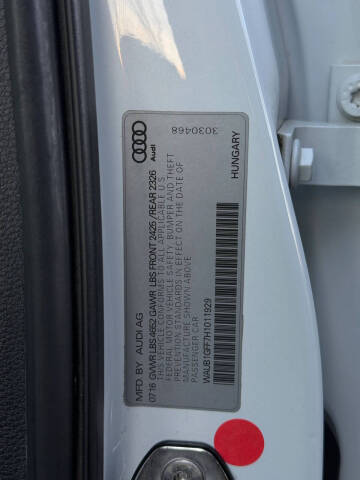 3030468
Audi
MFD. BY AUDI AG HUNGARY
07/16 GVWR LBS 4652 GAWR LBS FRONT 2425 /REAR 2326
THIS VEHICLE CONFORMS TO ALL APPLICABLE U S
FEDERAL MOTOR VEHICLE SAFETY, BUMPER AND THEFT
PREVENTION STANDARDS IN EFFECT ON THE DATE OF
MANUFACTURE SHOWN ABOVE
PASSENGER CAR
WAUB1GFF7H1011929